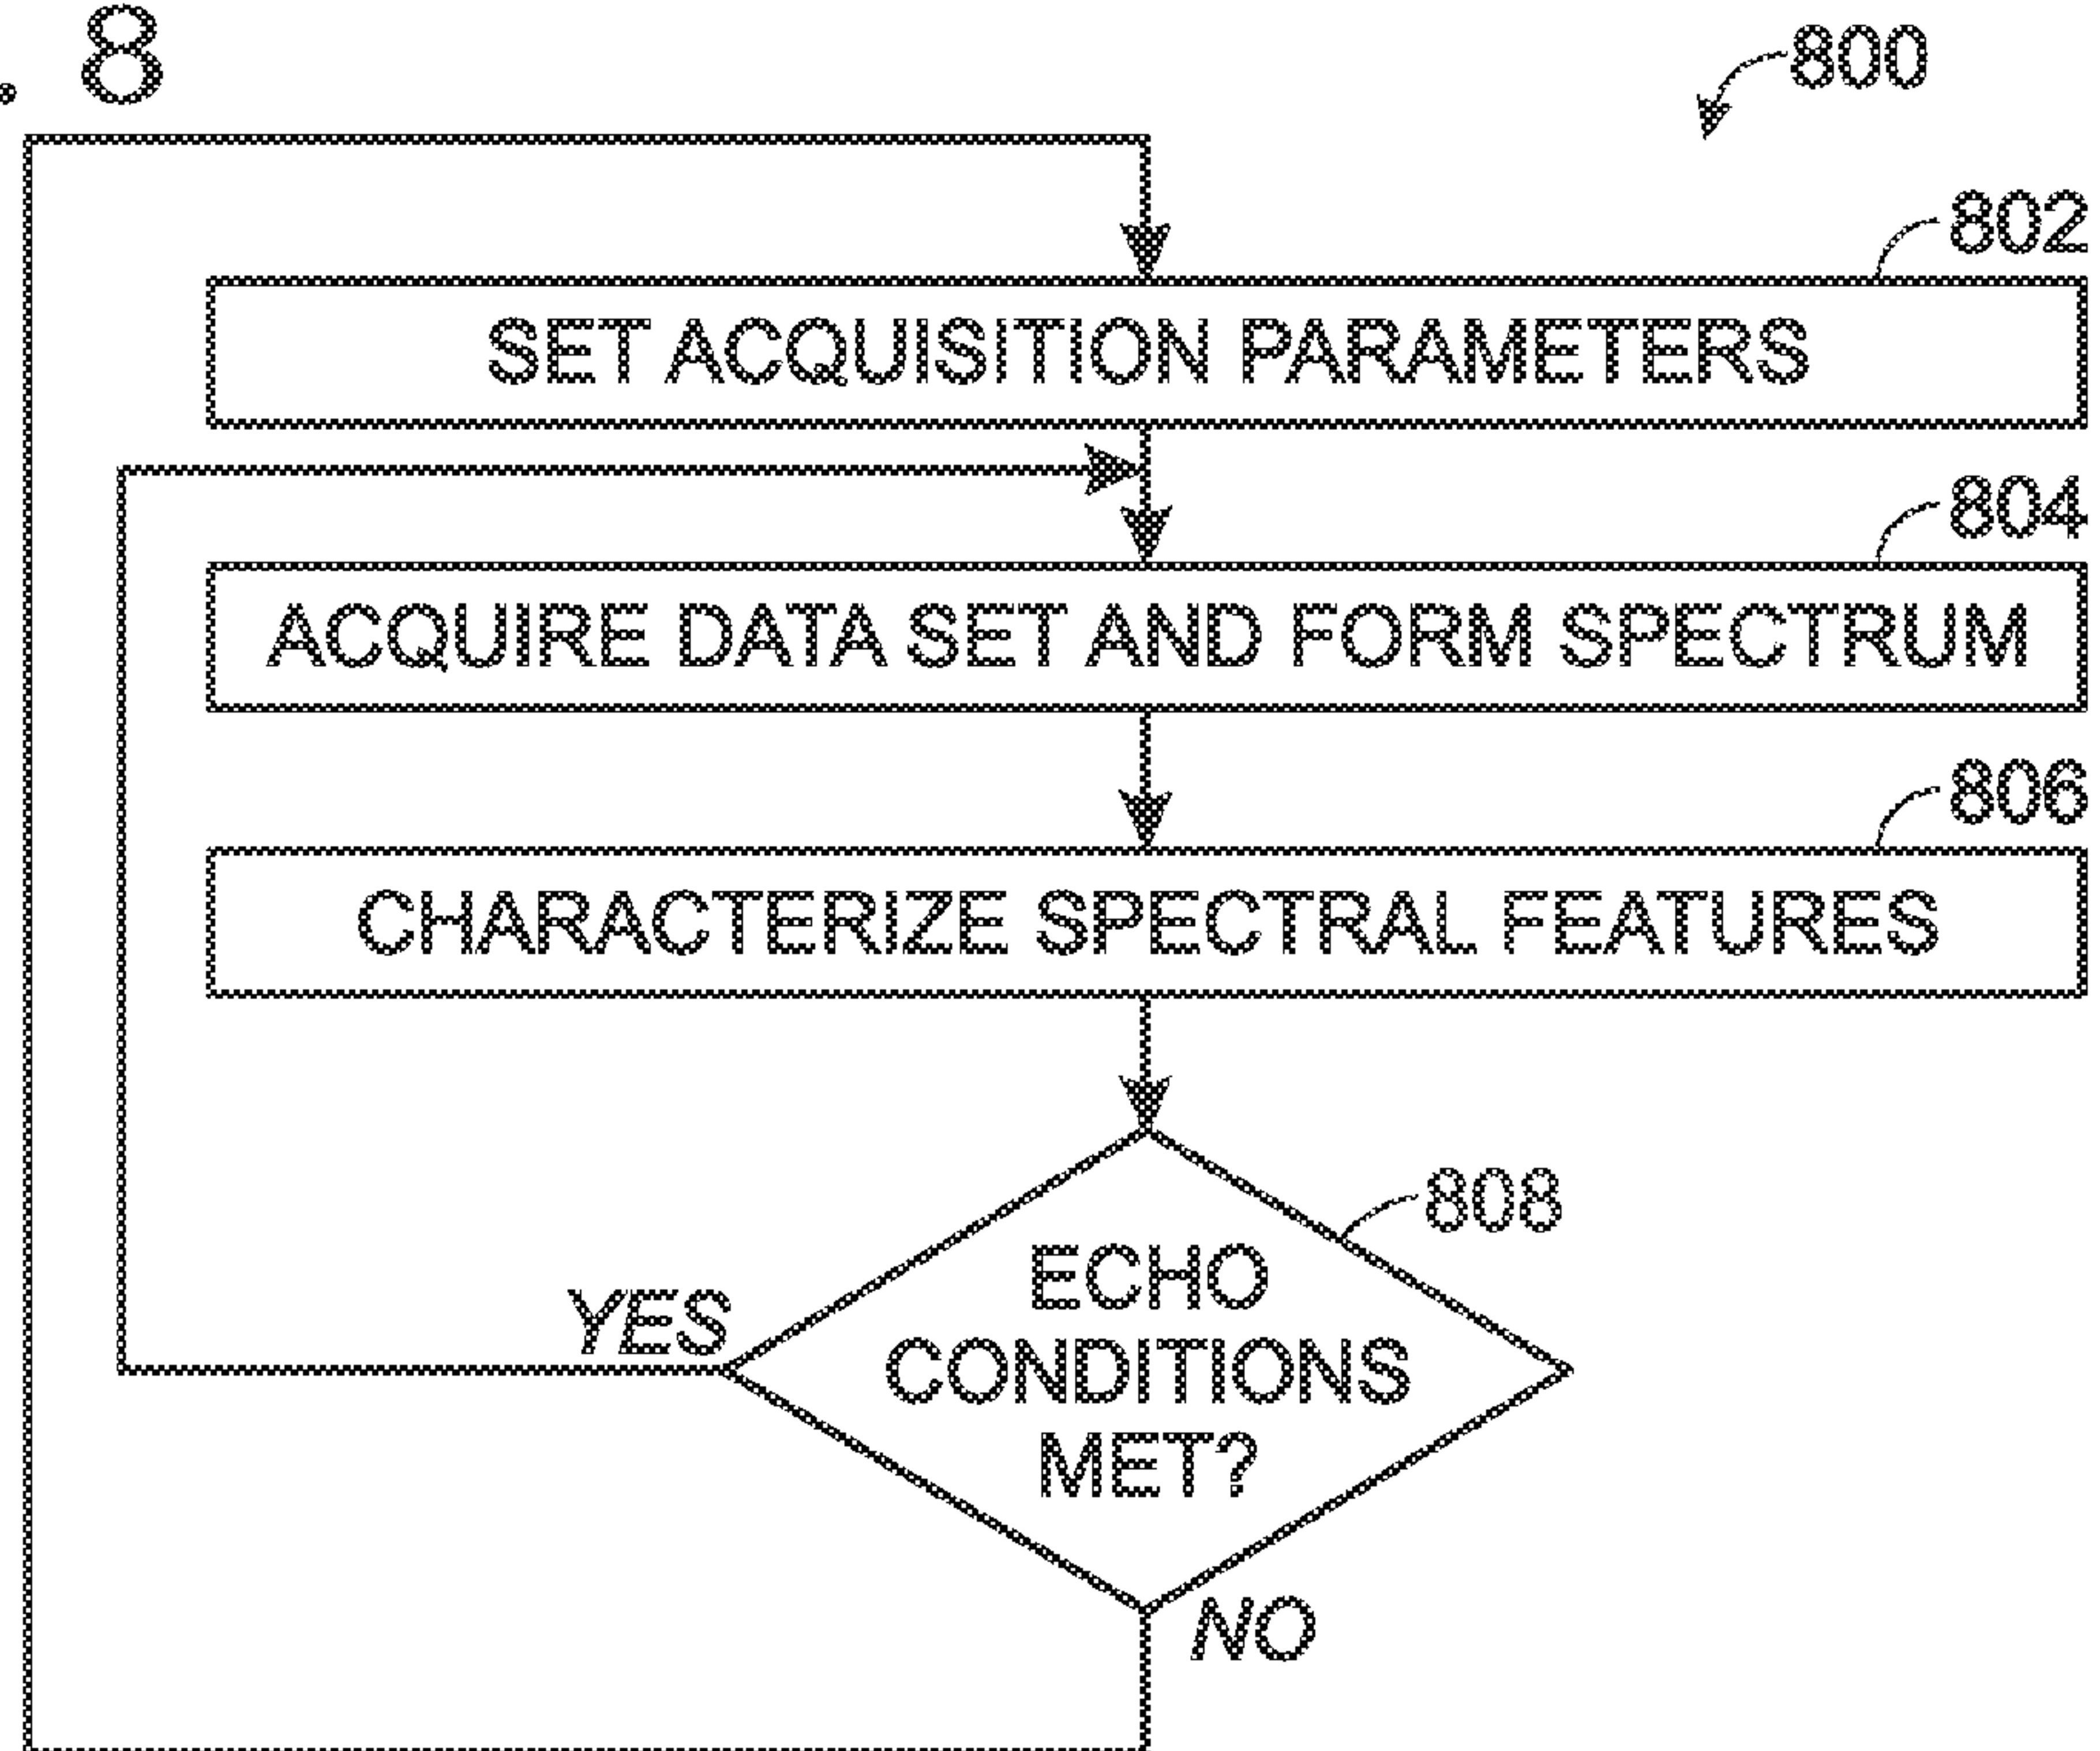 . 8
800
802
SET ACQUISITION PARAMETERS
804
ACQUIRE DATA SET AND FORM SPECTRUM
806
CHARACTERIZE SPECTRAL FEATURES
808
ECHO
CONDITIONS
MET?
YES
NO